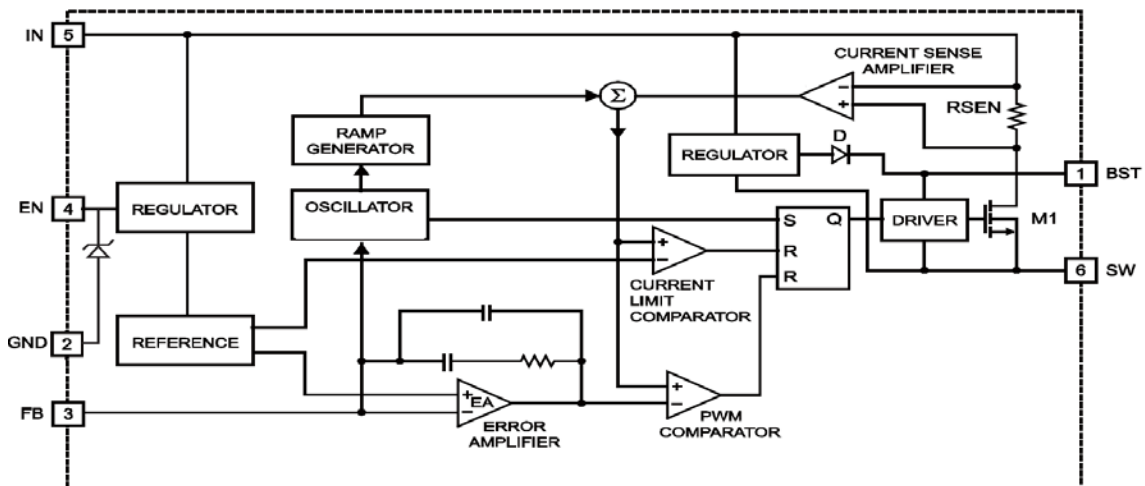 IN 5
CURRENT SENSE
AMPLIFIER
Σ
-
+
RSEN
RAMP
GENERATOR
REGULATOR
D
1 BST
EN 4
REGULATOR
OSCILLATOR
S Q
DRIVER
M1
+
-
R
R
6 SW
CURRENT
LIMIT
COMPARATOR
GND 2
REFERENCE
FB 3
+
EA
-
+
-
ERROR
AMPLIFIER
PWM
COMPARATOR